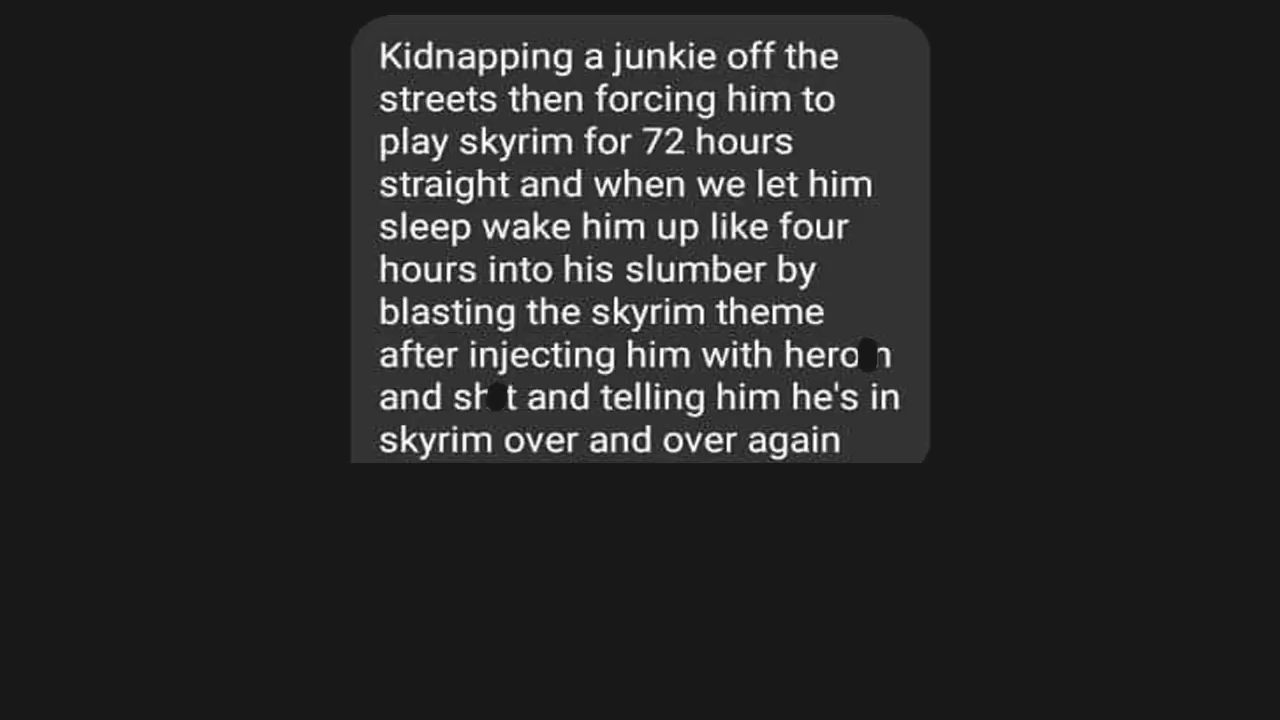 Kidnapping a junkie off the
streets then forcing him to
play skyrim for 72 hours
straight and when we let him
sleep wake him up like four
hours into his slumber by
blasting the skyrim theme
after injecting him with hero n
and sh t and telling him he's in
skyrim over and over again